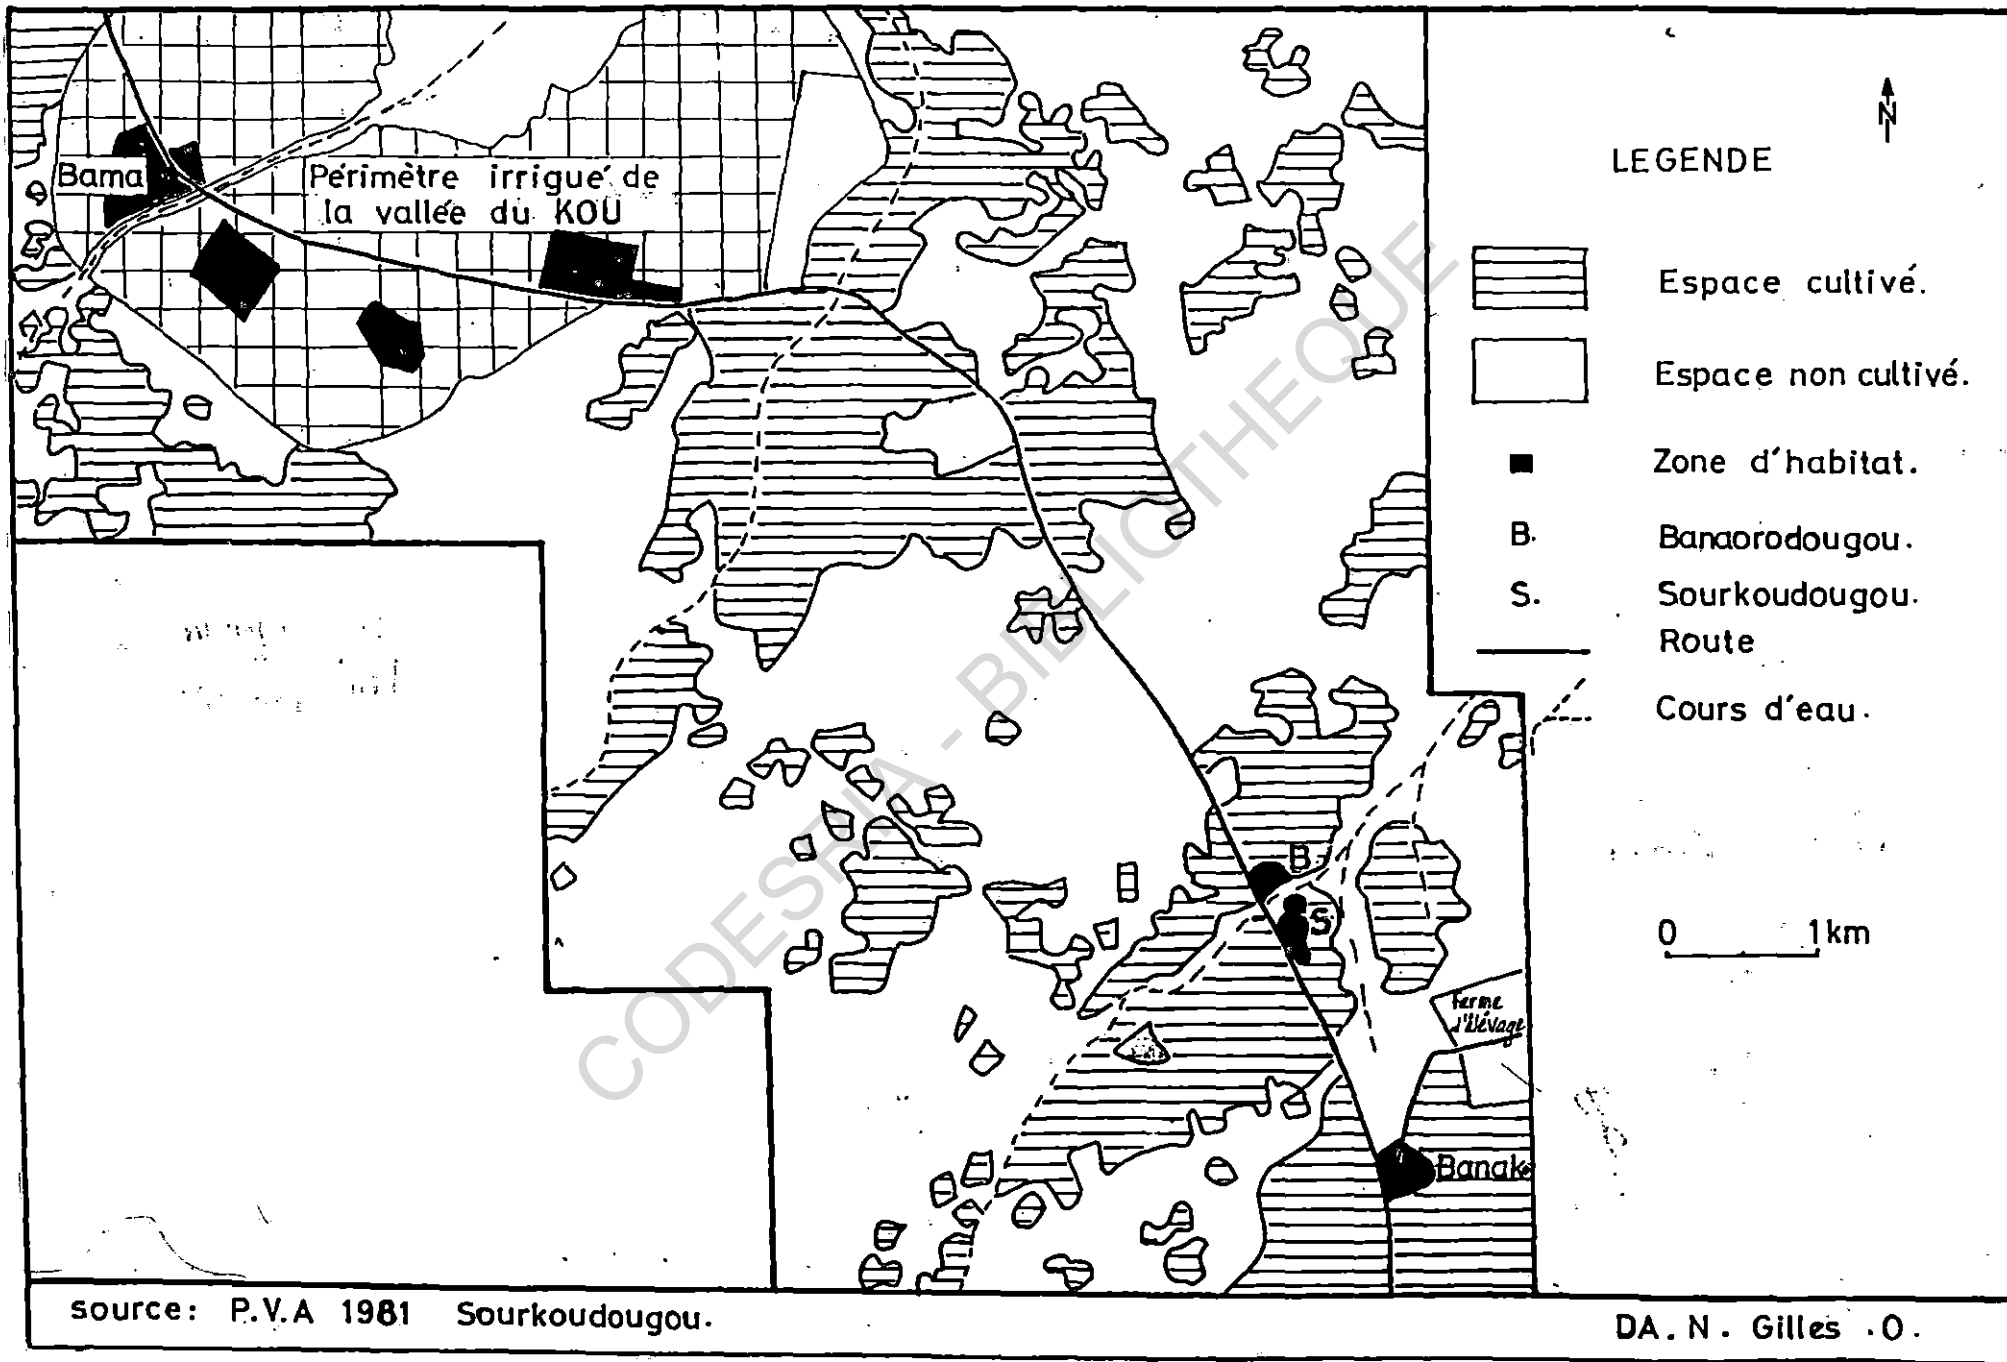 Bama
Périmètre irrigué de
la vallée du KOU
N
LEGENDE
Espace cultivé.
Espace non cultivé.
Zone d'habitat.
B. Banaorodougou.
S. Sourkoudougou.
Route
Cours d'eau.
0 1km
B
S
Ferme
d'élévage
Banak.
CODESRIA - BIBLIOTHEQUE
source: P.V.A 1981 Sourkoudougou.
DA. N. Gilles .O.